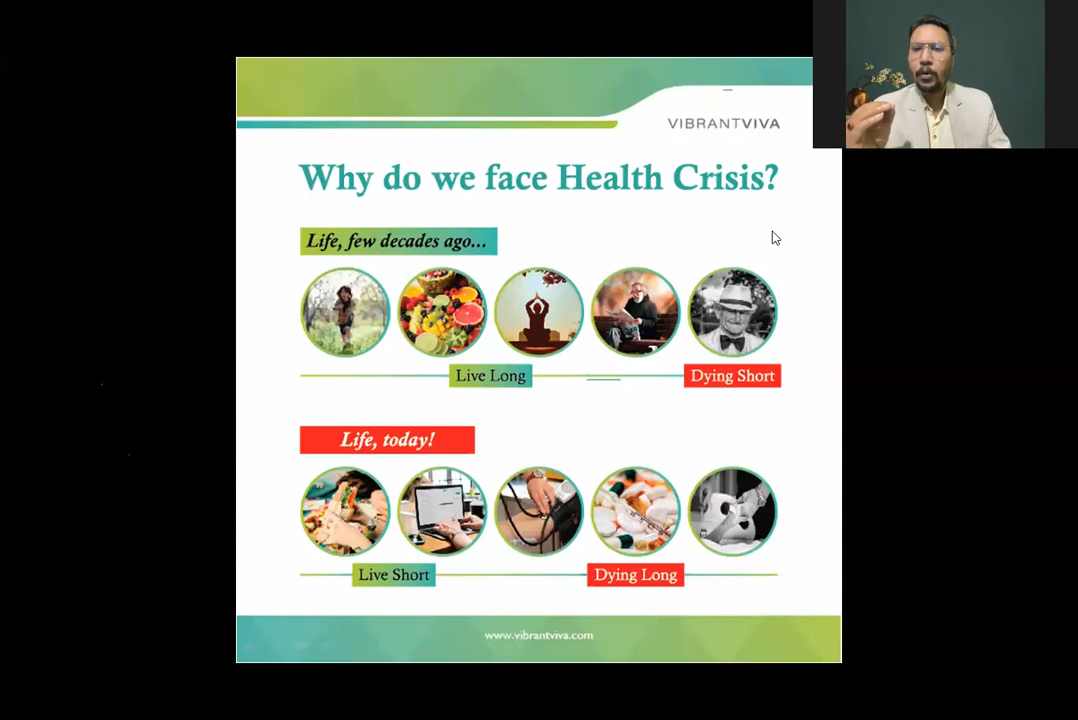 VIBRANTVIVA
Why do we face Health Crisis?
Life, few decades ago...
Live Long
Dying Short
Life, today!
Live Short
Dying Long
www.vibrantviva.com